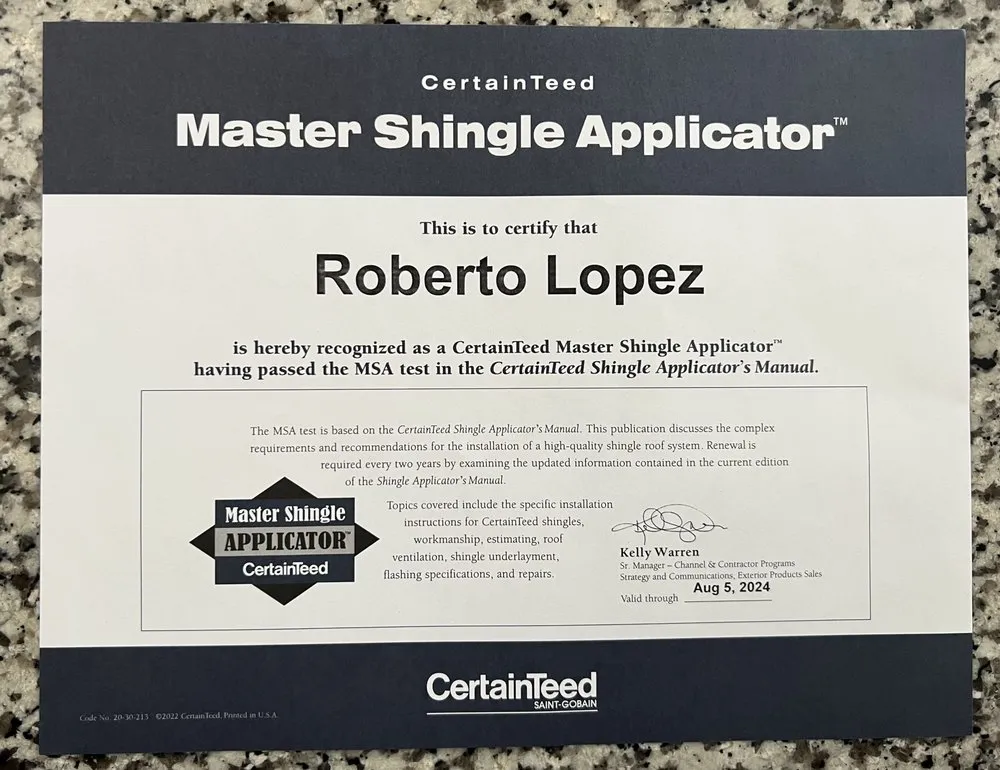 CertainTeed
Master Shingle Applicator™
This is to certify that
Roberto Lopez
is hereby recognized as a CertainTeed Master Shingle Applicator™
having passed the MSA test in the CertainTeed Shingle Applicator's Manual.
The MSA test is based on the CertainTeed Shingle Applicator's Manual. This publication discusses the complex
requirements and recommendations for the installation of a high-quality shingle roof system. Renewal is
required every two years by examining the updated information contained in the current edition
of the Shingle Applicator's Manual.
Master Shingle
APPLICATOR™
CertainTeed
Topics covered include the specific installation
instructions for CertainTeed shingles,
workmanship, estimating, roof
ventilation, shingle underlayment,
flashing specifications, and repairs.
Kelly Warren
Sr. Manager – Channel & Contractor Programs
Strategy and Communications, Exterior Products Sales
Valid through Aug 5, 2024
CertainTeed
SAINT-GOBAIN
Code No. 20-30-213 ©2022 CertainTeed, Printed in U.S.A.